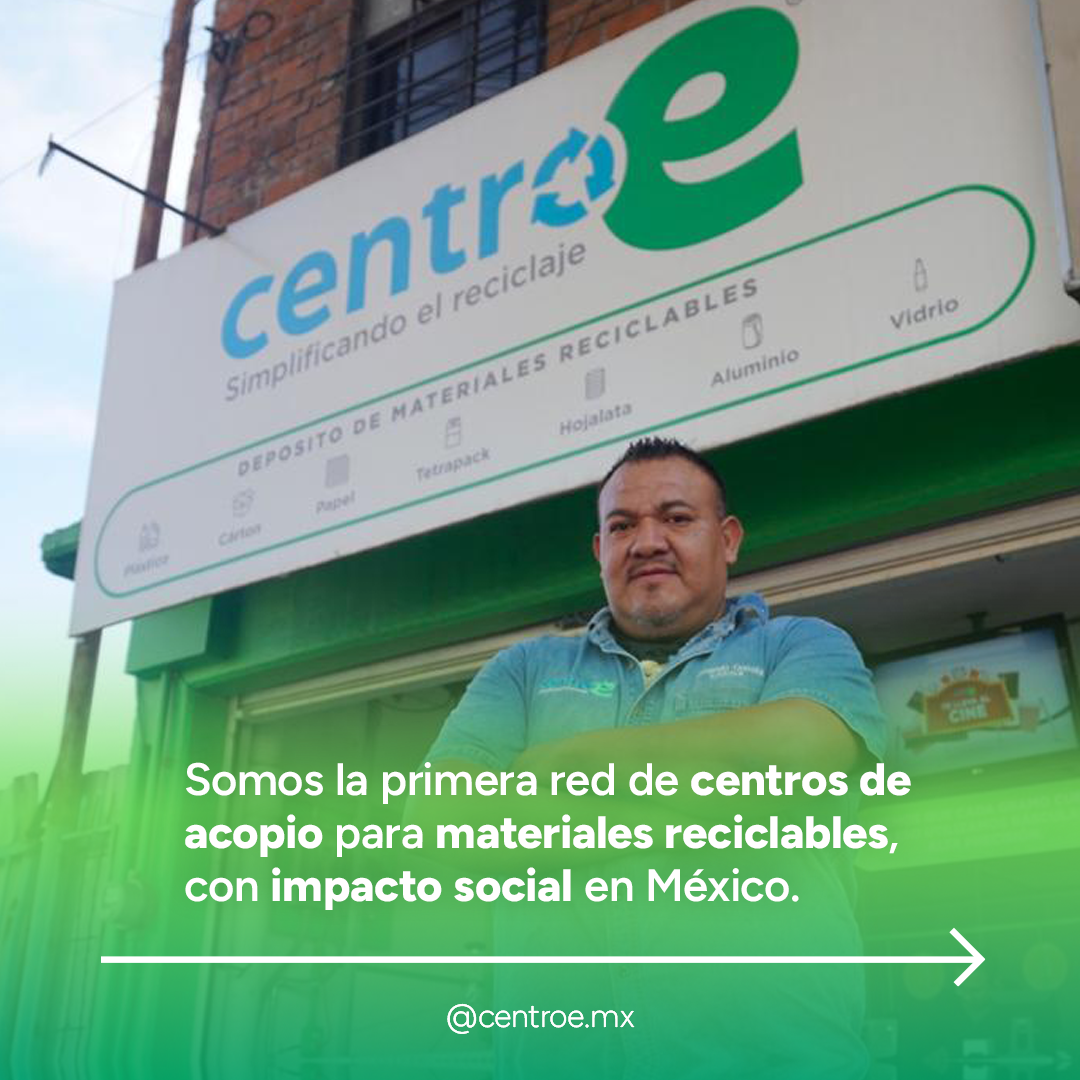 centroe
Simplificando el reciclaje
DEPOSITO DE MATERIALES RECICLABLES
Plástico
Cartón
Papel
Tetrapack
Hojalata
Aluminio
Vidrio
centroe
CINE
Somos la primera red de centros de
acopio para materiales reciclables,
con impacto social en México.
@centroe.mx